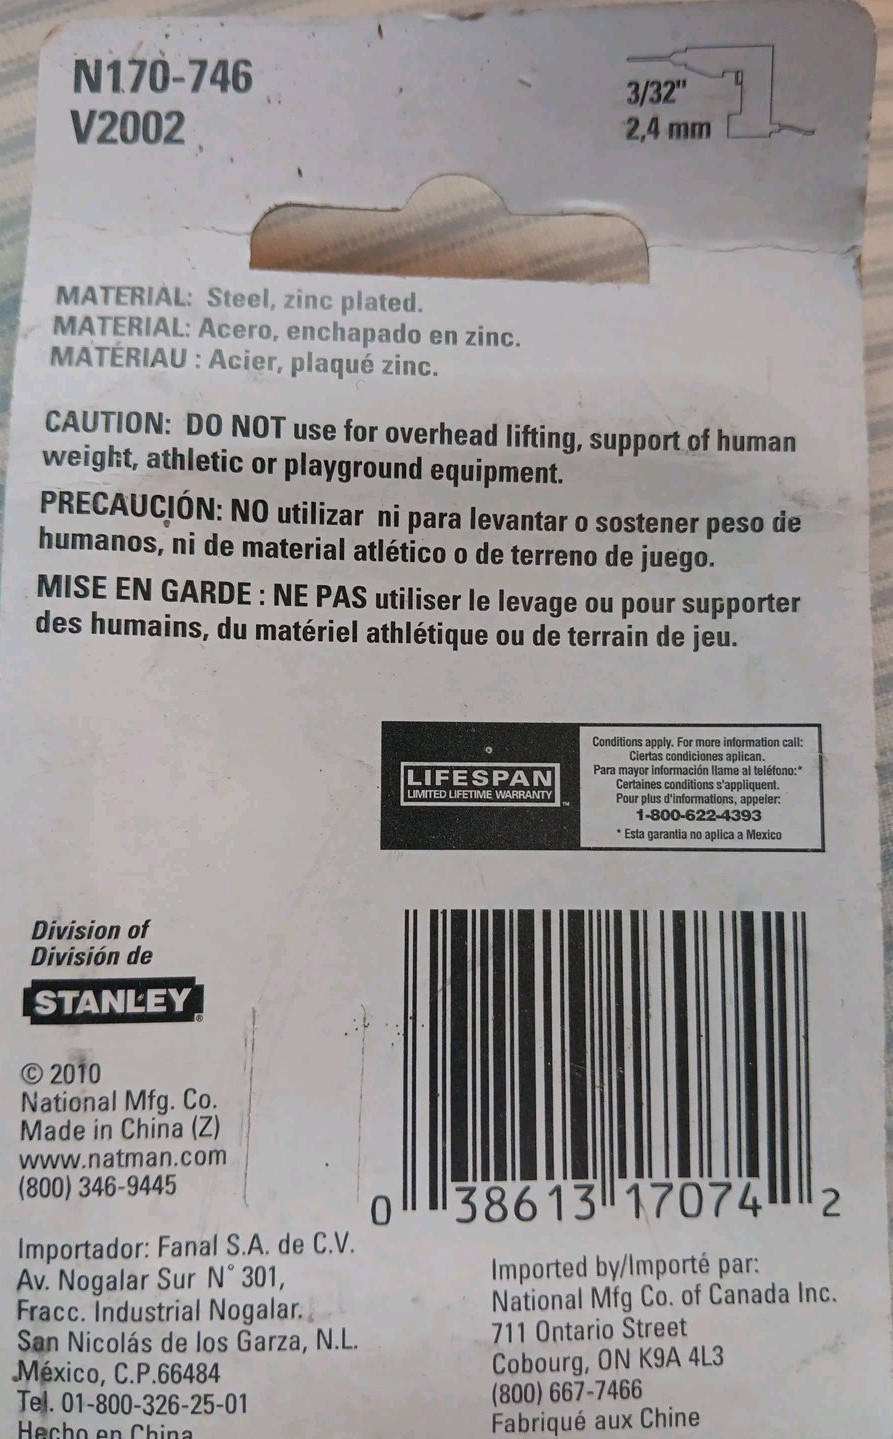 N170-746
V2002
3/32"
2,4 mm
MATERIAL: Steel, zinc plated.
MATERIAL: Acero, enchapado en zinc.
MATÉRIAU : Acier, plaqué zinc.
CAUTION: DO NOT use for overhead lifting, support of human
weight, athletic or playground equipment.
PRECAUCIÓN: NO utilizar ni para levantar o sostener peso de
humanos, ni de material atlético o de terreno de juego.
MISE EN GARDE : NE PAS utiliser le levage ou pour supporter
des humains, du matériel athlétique ou de terrain de jeu.
LIFESPAN
LIMITED LIFETIME WARRANTY
™
Conditions apply. For more information call:
Ciertas condiciones aplican.
Para mayor información llame al teléfono:*
Certaines conditions s'appliquent.
Pour plus d'informations, appeler:
1-800-622-4393
* Esta garantia no aplica a Mexico
Division of
División de
STANLEY®
© 2010
National Mfg. Co.
Made in China (Z)
www.natman.com
(800) 346-9445
0 38613 17074 2
Importador: Fanal S.A. de C.V.
Av. Nogalar Sur N° 301,
Fracc. Industrial Nogalar.
San Nicolás de los Garza, N.L.
México, C.P.66484
Tel. 01-800-326-25-01
Hecho en China
Imported by/Importé par:
National Mfg Co. of Canada Inc.
711 Ontario Street
Cobourg, ON K9A 4L3
(800) 667-7466
Fabriqué aux Chine